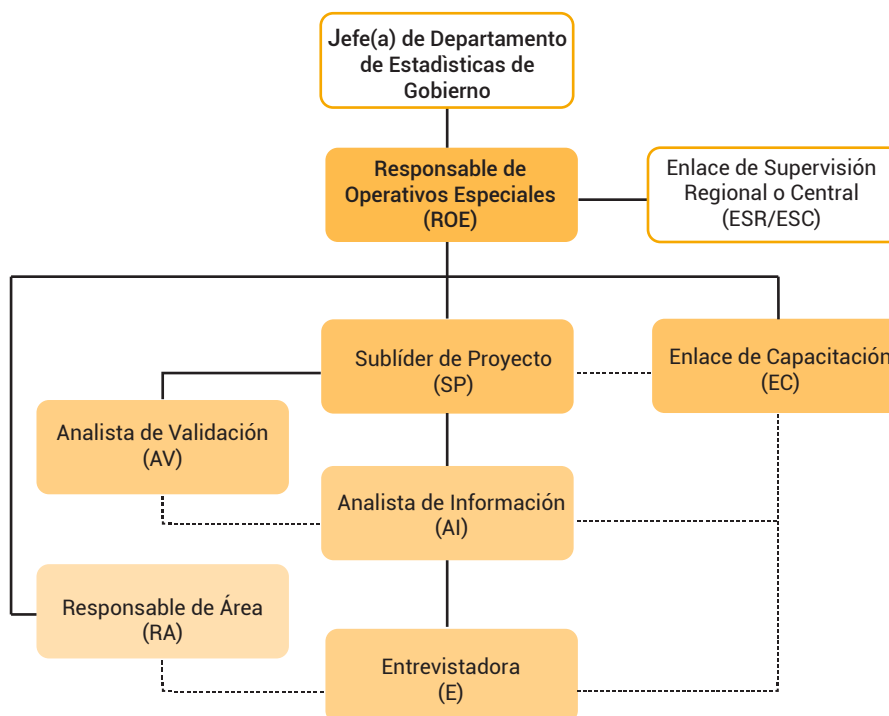 Jefe(a) de Departamento
de Estadìsticas de
Gobierno
Responsable de
Operativos Especiales
(ROE)
Enlace de Supervisión
Regional o Central
(ESR/ESC)
Sublíder de Proyecto
(SP)
Enlace de Capacitación
(EC)
Analista de Validación
(AV)
Analista de Información
(AI)
Responsable de Área
(RA)
Entrevistadora
(E)